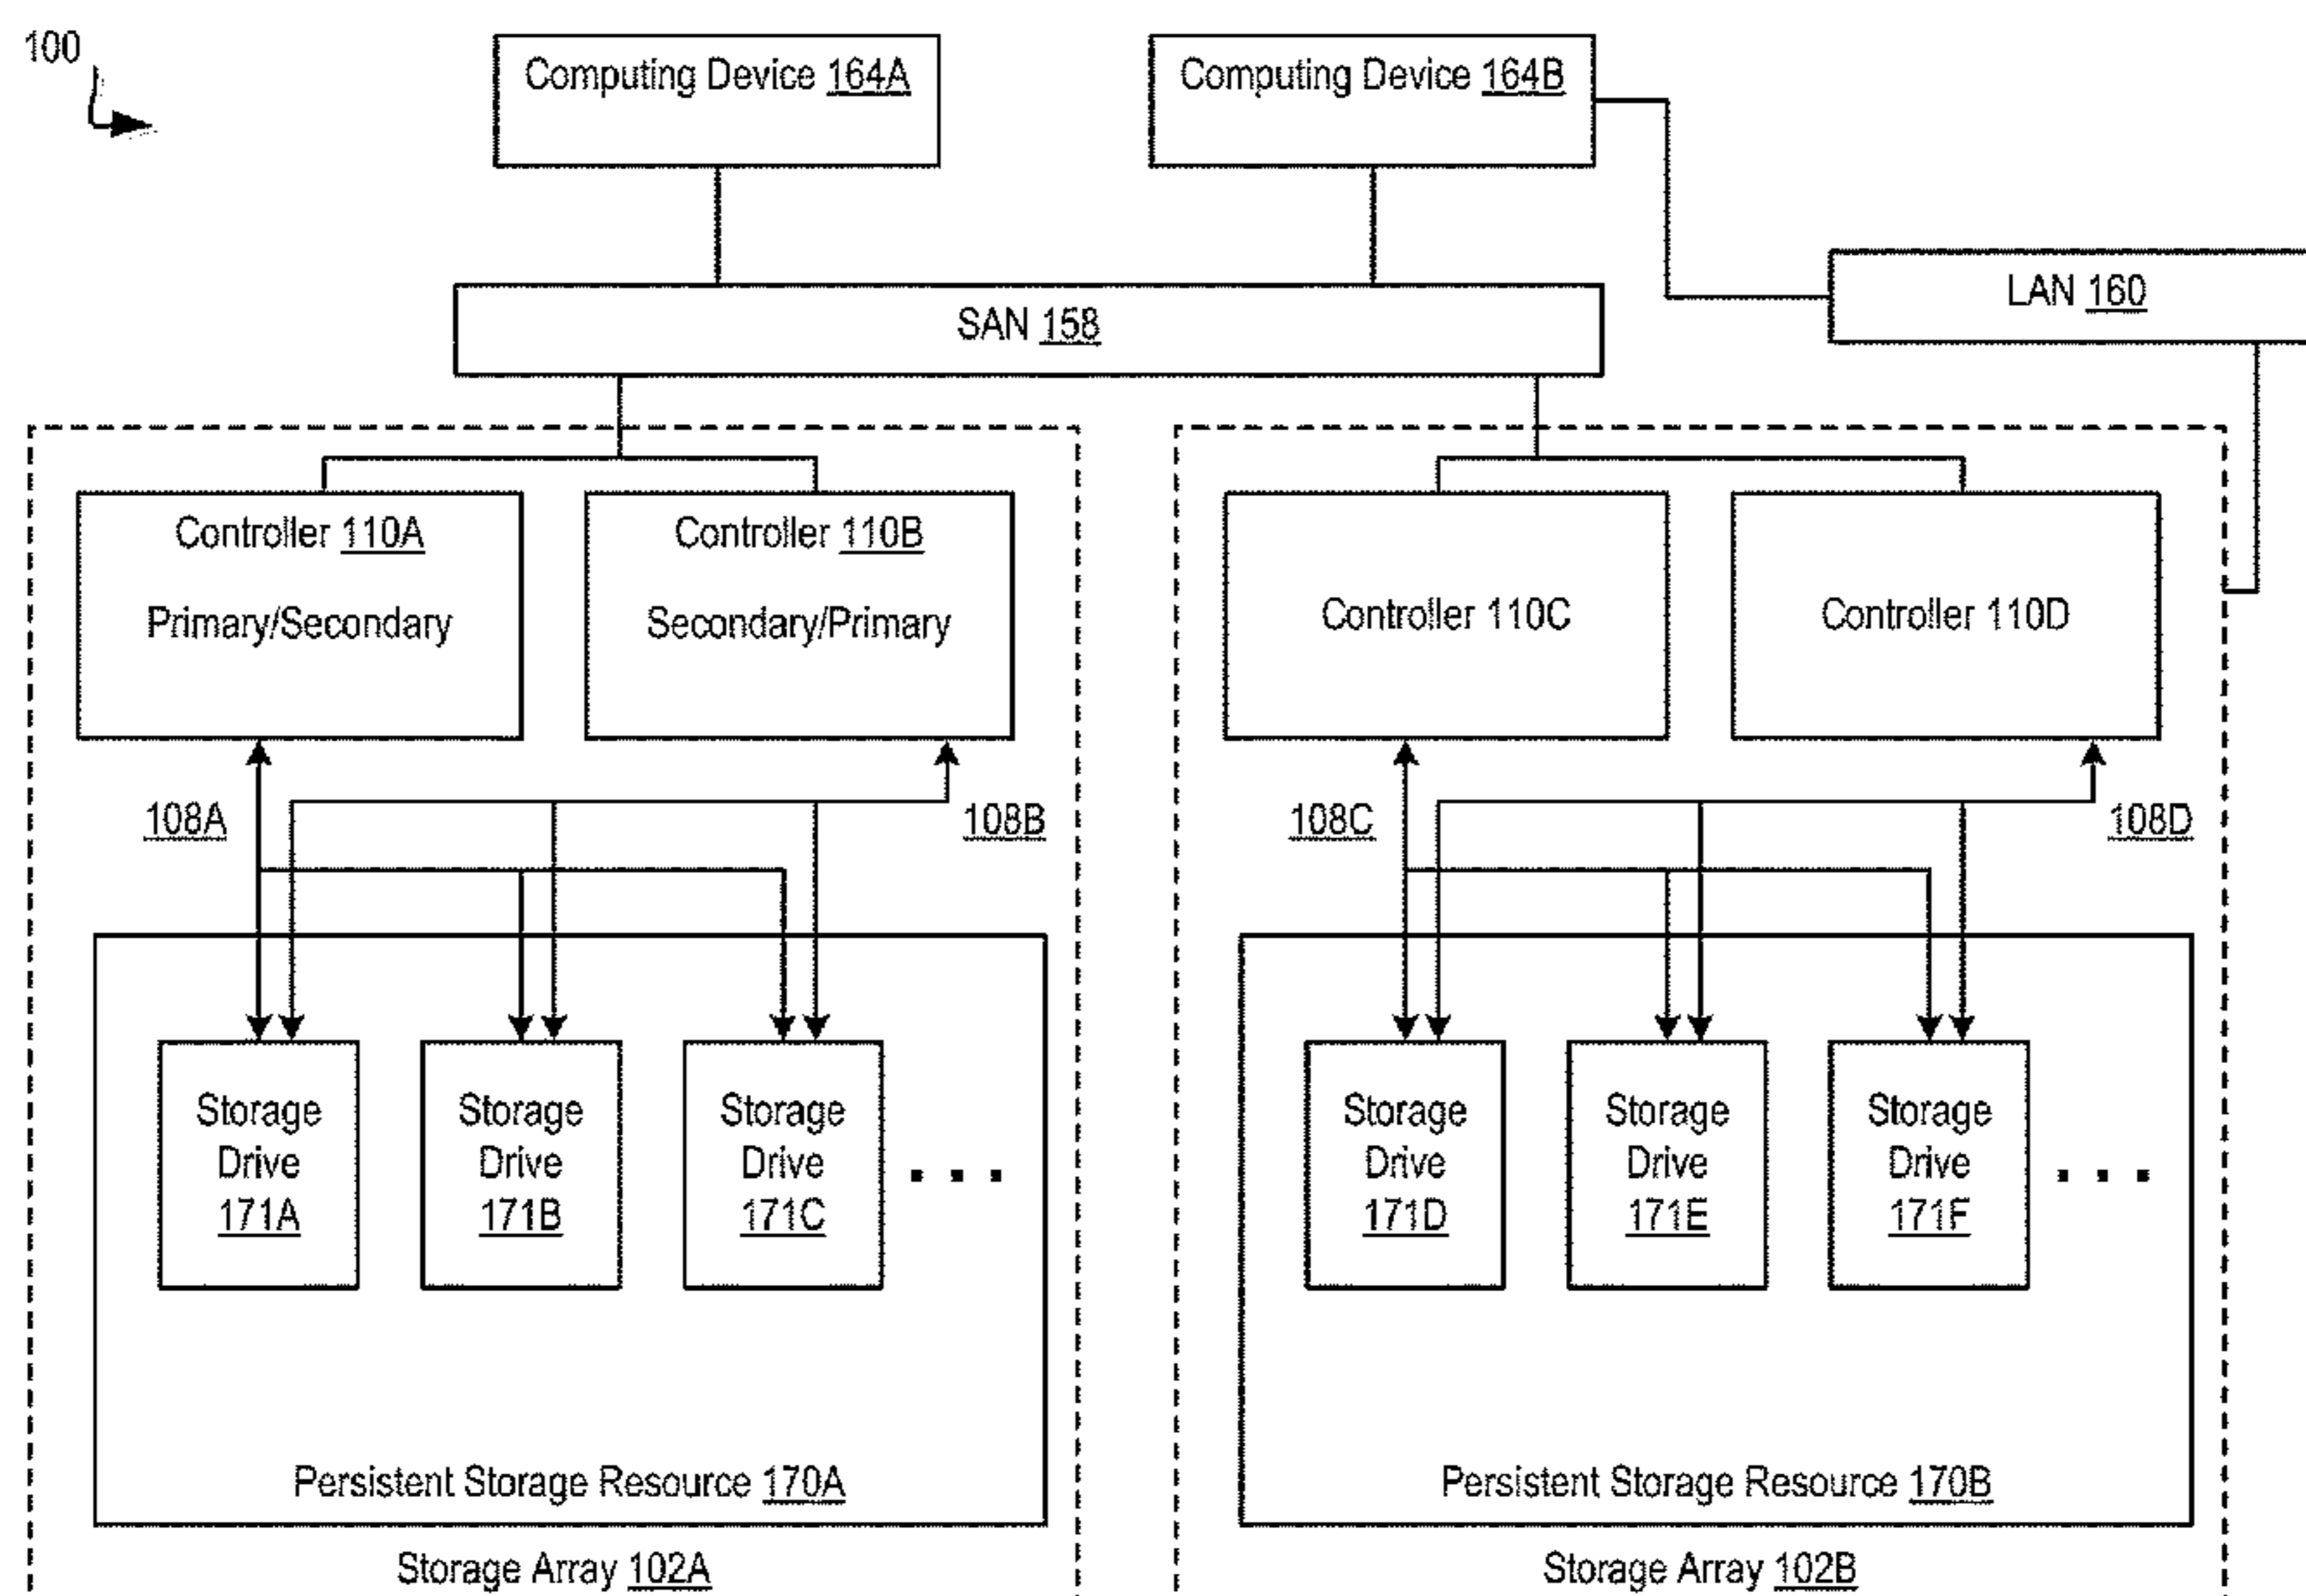 100
Computing Device 164A
Computing Device 164B
LAN 160
SAN 158
Controller 110A
Primary/Secondary
Controller 110B
Secondary/Primary
Controller 110C
Controller 110D
108A
108B
108C
108D
Storage
Drive
171A
Storage
Drive
171B
Storage
Drive
171C
. . .
Storage
Drive
171D
Storage
Drive
171E
Storage
Drive
171F
. . .
Persistent Storage Resource 170A
Persistent Storage Resource 170B
Storage Array 102A
Storage Array 102B